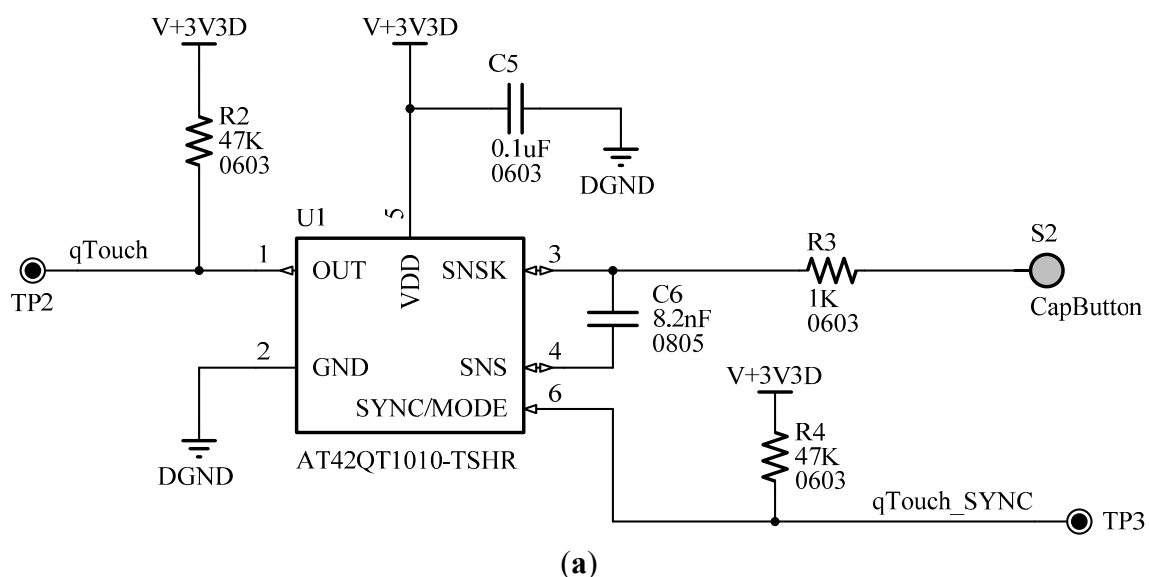 V+3V3D
V+3V3D
C5
0.1uF
0603
DGND
R2
47K
0603
U1
5
qTouch
1
OUT
VDD
SNSK
3
TP2
R3
1K
0603
S2
CapButton
C6
8.2nF
0805
2
GND
SNS
4
SYNC/MODE
6
V+3V3D
R4
47K
0603
DGND
AT42QT1010-TSHR
qTouch_SYNC
TP3
(a)